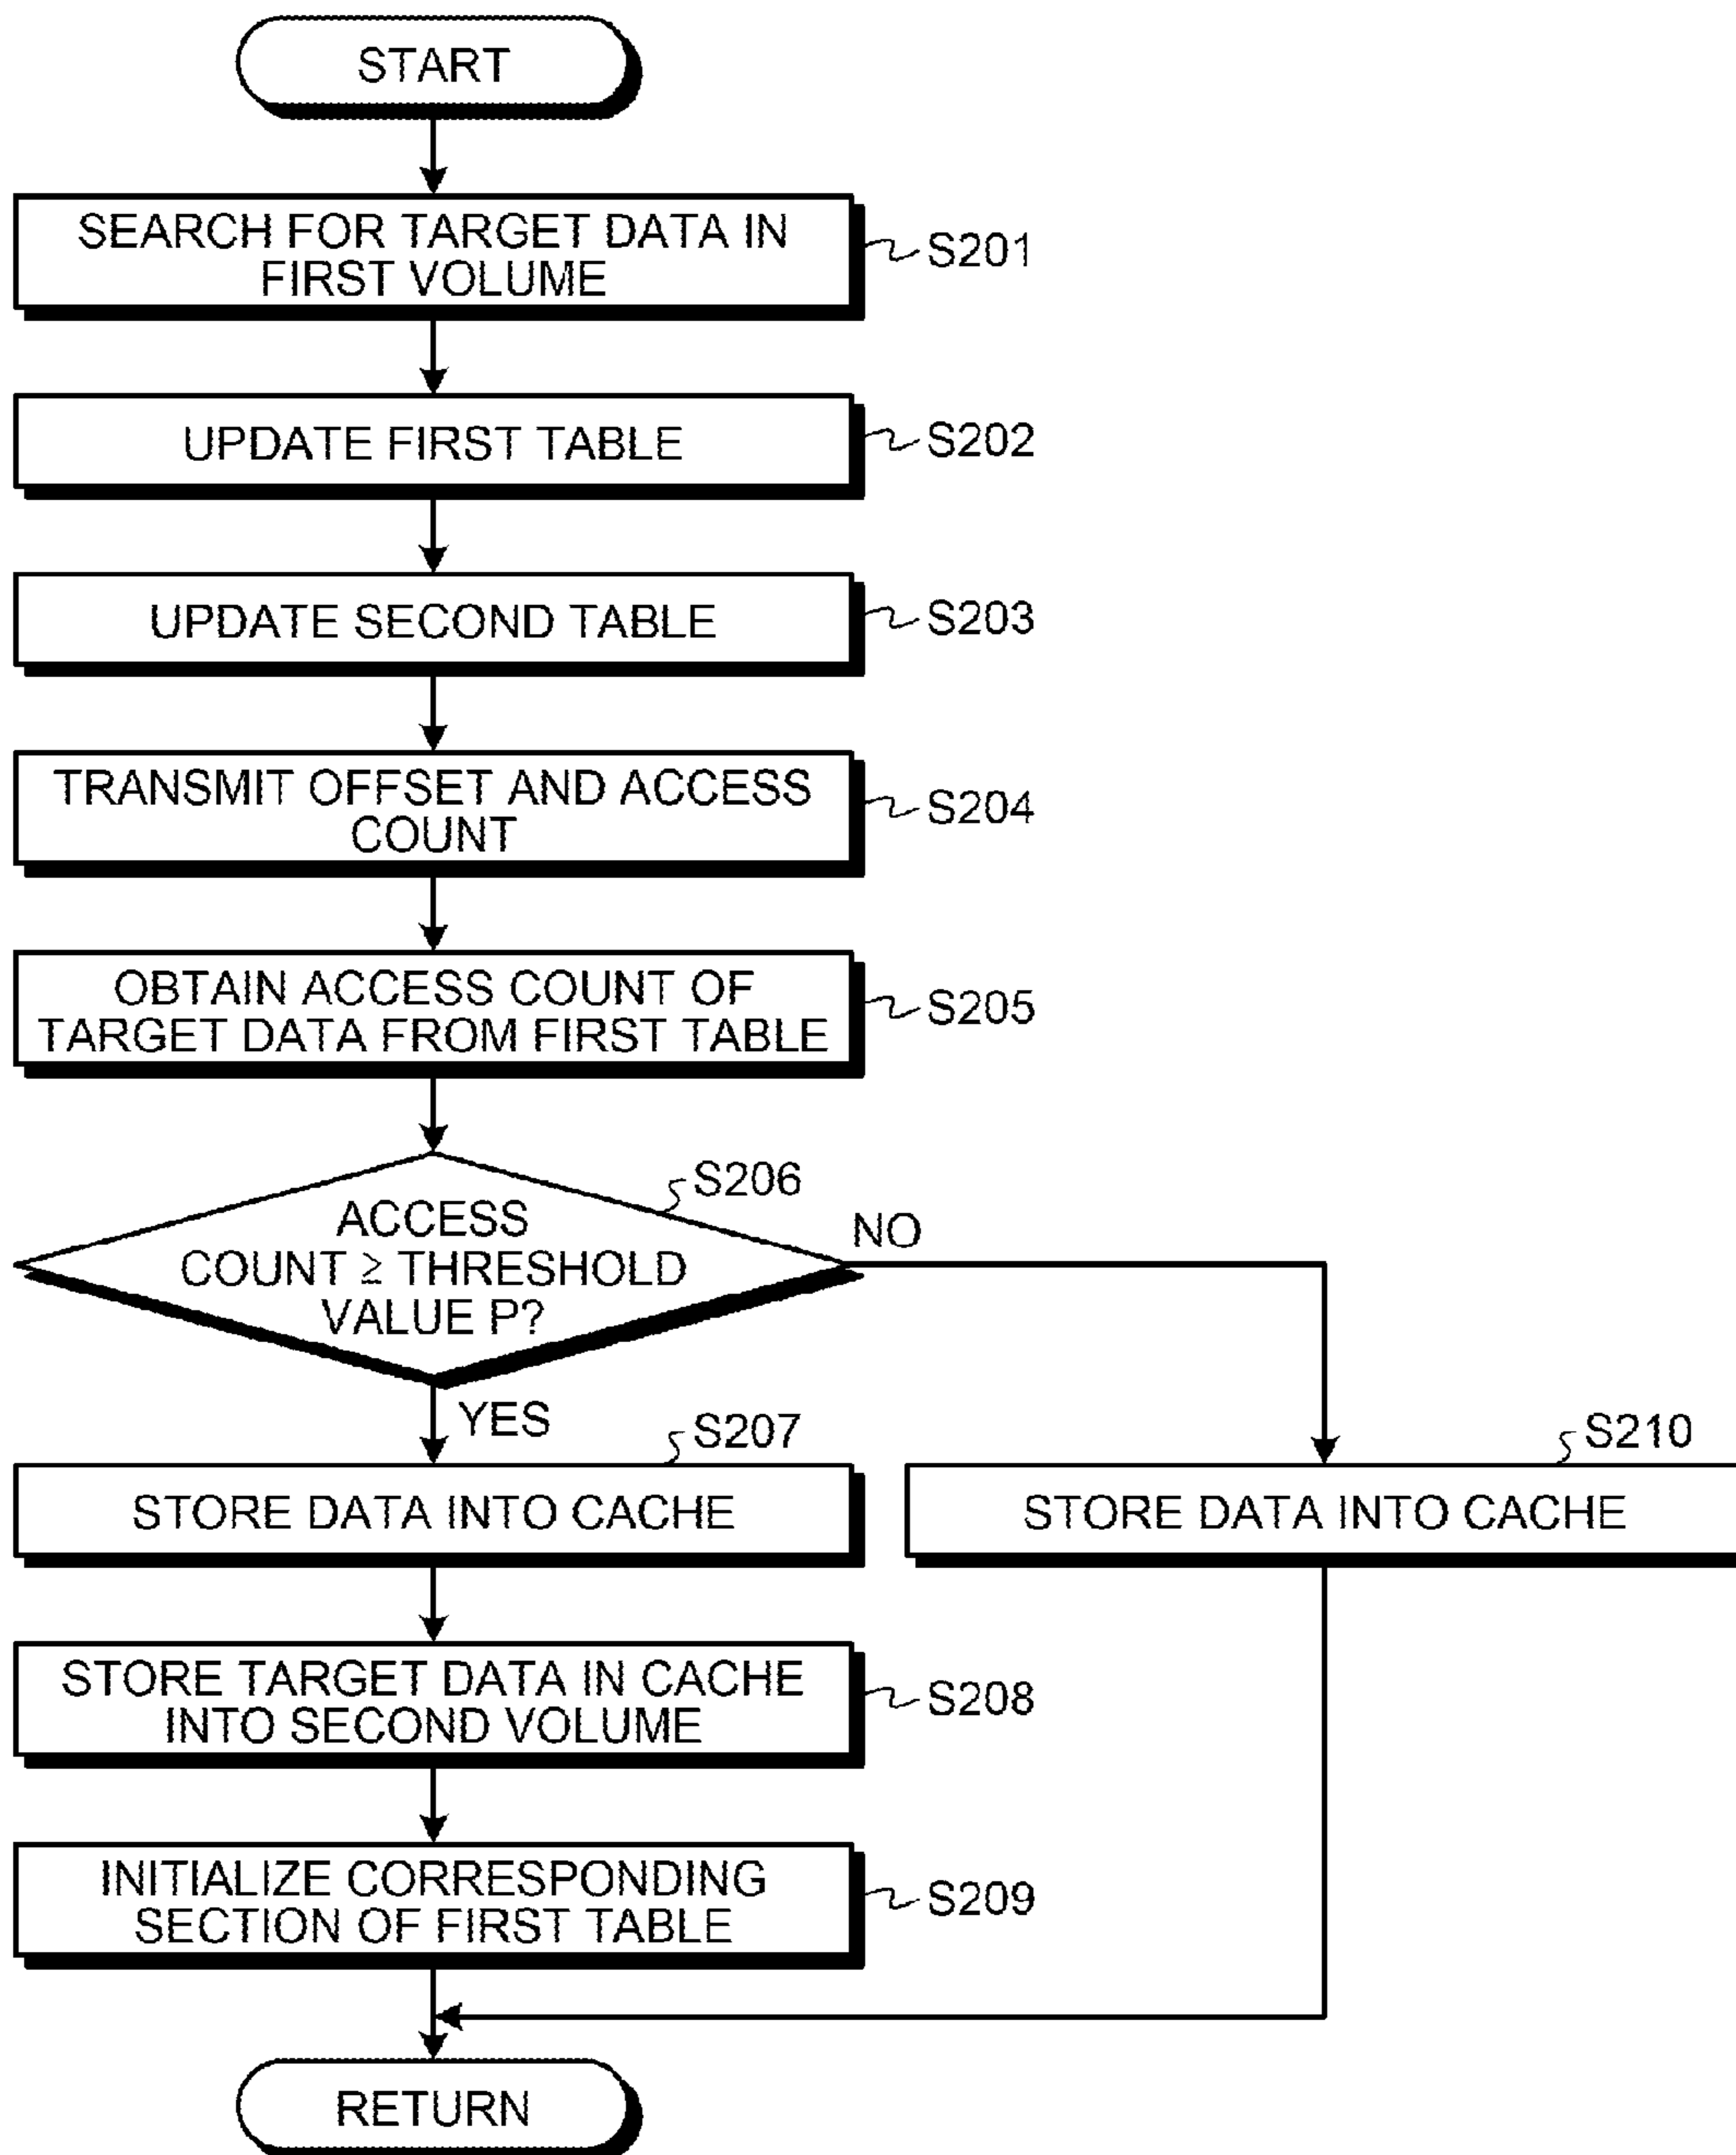 START
SEARCH FOR TARGET DATA IN
FIRST VOLUME
S201
UPDATE FIRST TABLE
S202
UPDATE SECOND TABLE
S203
TRANSMIT OFFSET AND ACCESS
COUNT
S204
OBTAIN ACCESS COUNT OF
TARGET DATA FROM FIRST TABLE
S205
S206
ACCESS
COUNT ≥ THRESHOLD
VALUE P?
NO
YES
S207
STORE DATA INTO CACHE
S210
STORE DATA INTO CACHE
STORE TARGET DATA IN CACHE
INTO SECOND VOLUME
S208
INITIALIZE CORRESPONDING
SECTION OF FIRST TABLE
S209
RETURN